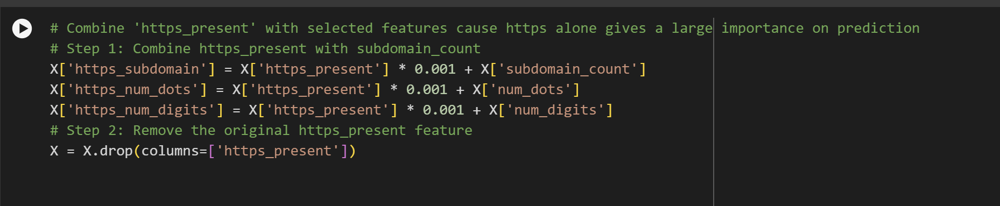 # Combine 'https_present' with selected features cause https alone gives a large importance on prediction
# Step 1: Combine https_present with subdomain_count
X['https_subdomain'] = X['https_present'] * 0.001 + X['subdomain_count']
X['https_num_dots'] = X['https_present'] * 0.001 + X['num_dots']
X['https_num_digits'] = X['https_present'] * 0.001 + X['num_digits']
# Step 2: Remove the original https_present feature
X = X.drop(columns=['https_present'])